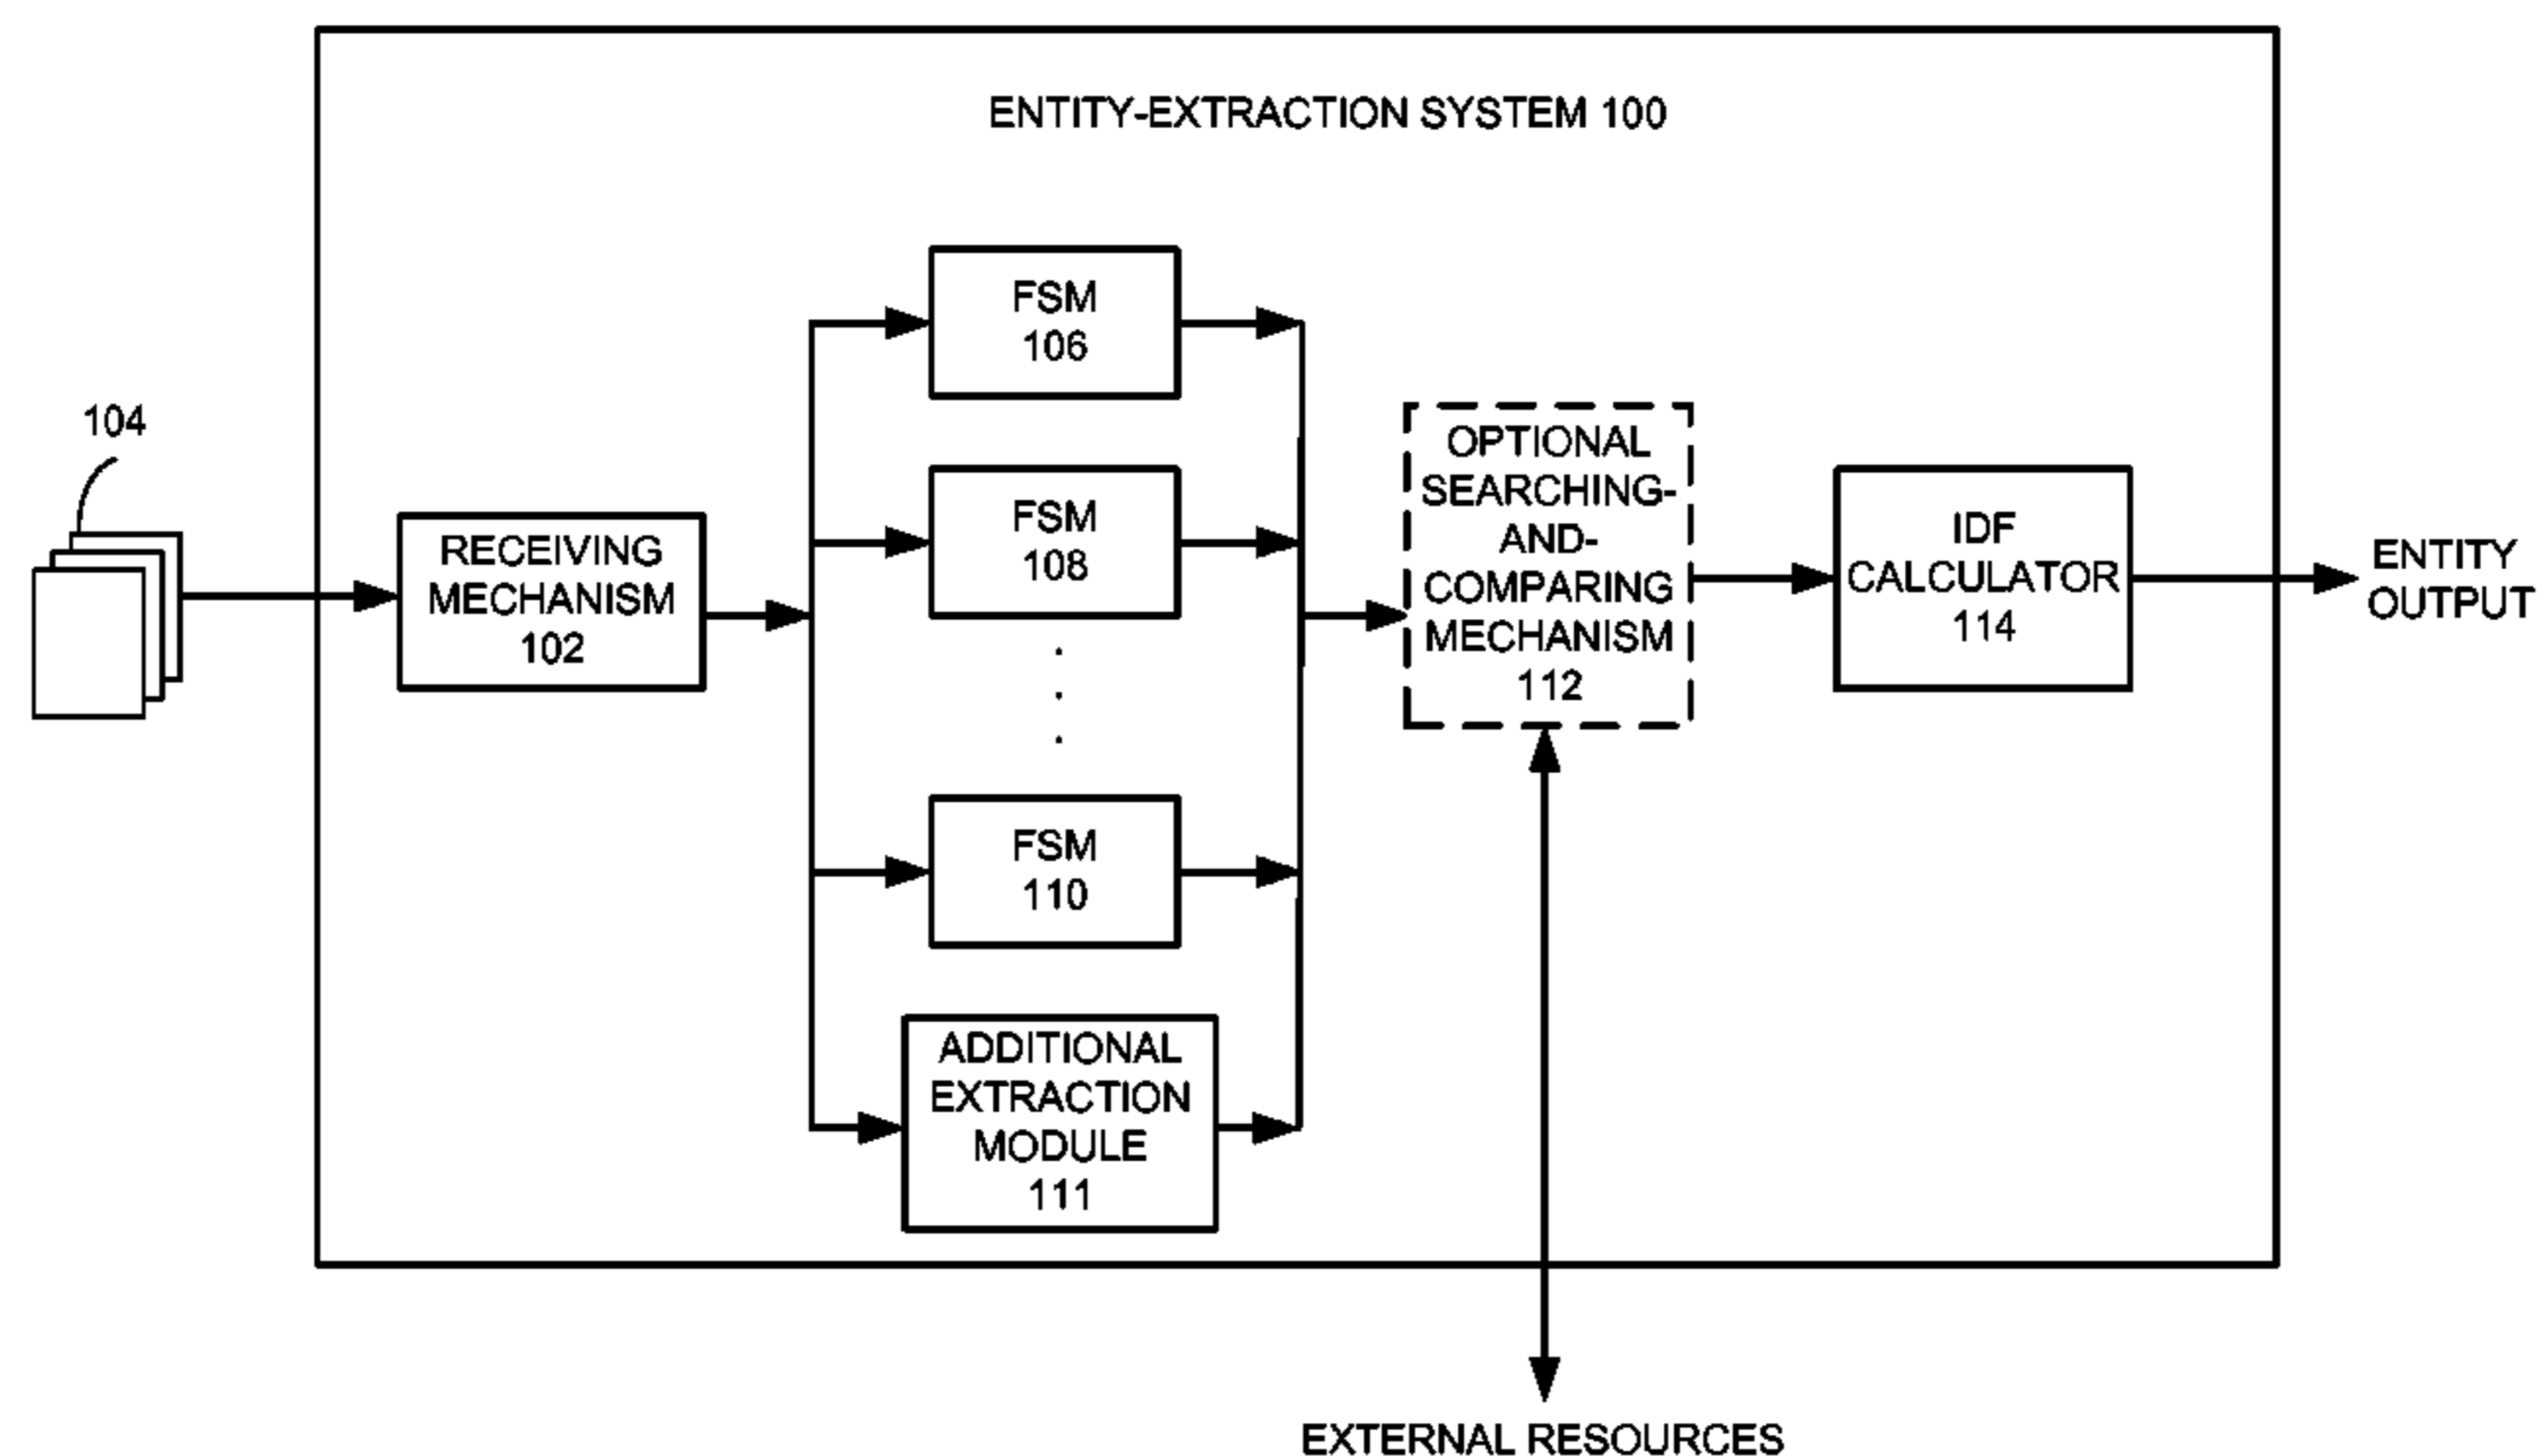 ENTITY-EXTRACTION SYSTEM 100
104
RECEIVING
MECHANISM
102
FSM
106
FSM
108
FSM
110
ADDITIONAL
EXTRACTION
MODULE
111
OPTIONAL
SEARCHING-
AND-
COMPARING
MECHANISM
112
IDF
CALCULATOR
114
ENTITY
OUTPUT
EXTERNAL RESOURCES